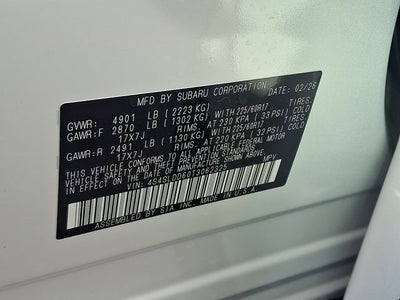 MFD BY SUBARU CORPORATION DATE: 02/26
GVWR: 4901 LB (2223 KG)
GAWR:F 2870 LB (1302 KG) WITH 225/60R17 TIRES
17X7J RIMS. AT 230 KPA (33 PSI) COLD
GAWR:R 2491 LB (1130 KG) WITH 225/60R17 TIRES
17X7J RIMS. AT 220 KPA (32 PSI) COLD
THIS VEHICLE CONFORMS TO ALL APPLICABLE FEDERAL MOTOR
VEHICLE SAFETY AND THEFT PREVENTION STANDARDS
IN EFFECT ON THE DATE OF MANUFACTURE SHOWN ABOVE.
VIN: MPV
ASSEMBLED BY SIA INC. MADE IN U.S.A.